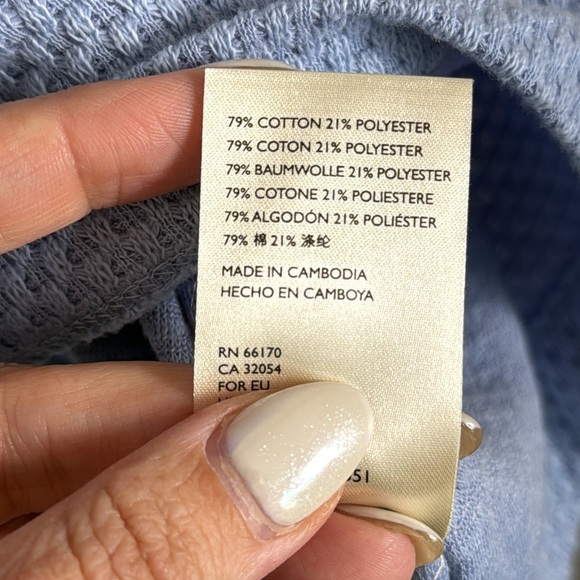 79% COTTON 21% POLYESTER
79% COTON 21% POLYESTER
79% BAUMWOLLE 21% POLYESTER
79% COTONE 21% POLIESTERE
79% ALGODÓN 21% POLIÉSTER
79% 棉 21% 涤纶
MADE IN CAMBODIA
HECHO EN CAMBOYA
RN 66170
CA 32054
FOR EU